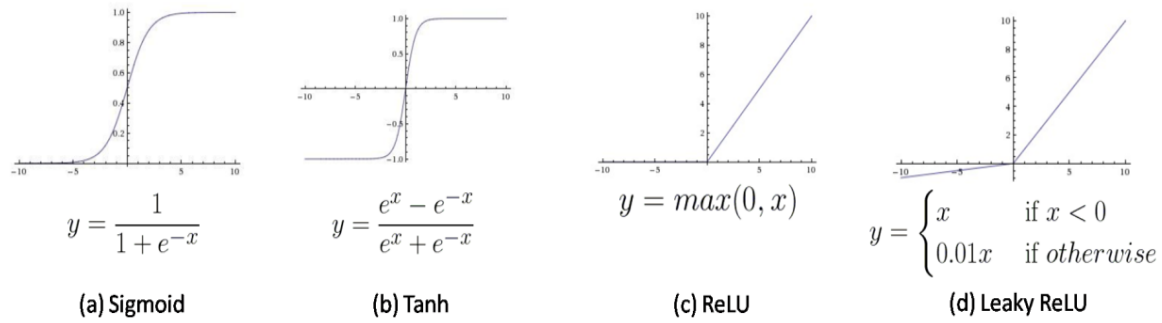 1.0
0.8
0.6
0.4
0.2
-10 -5 5 10
y = 1 / (1 + e^{-x})
(a) Sigmoid
1.0
0.5
-10 -5 5 10
-0.5
-1.0
y = (e^x - e^{-x}) / (e^x + e^{-x})
(b) Tanh
10
8
6
4
2
-10 -5 5 10
y = max(0, x)
(c) ReLU
10
8
6
4
2
-10 -5 5 10
y = { x if x < 0
0.01x if otherwise
(d) Leaky ReLU